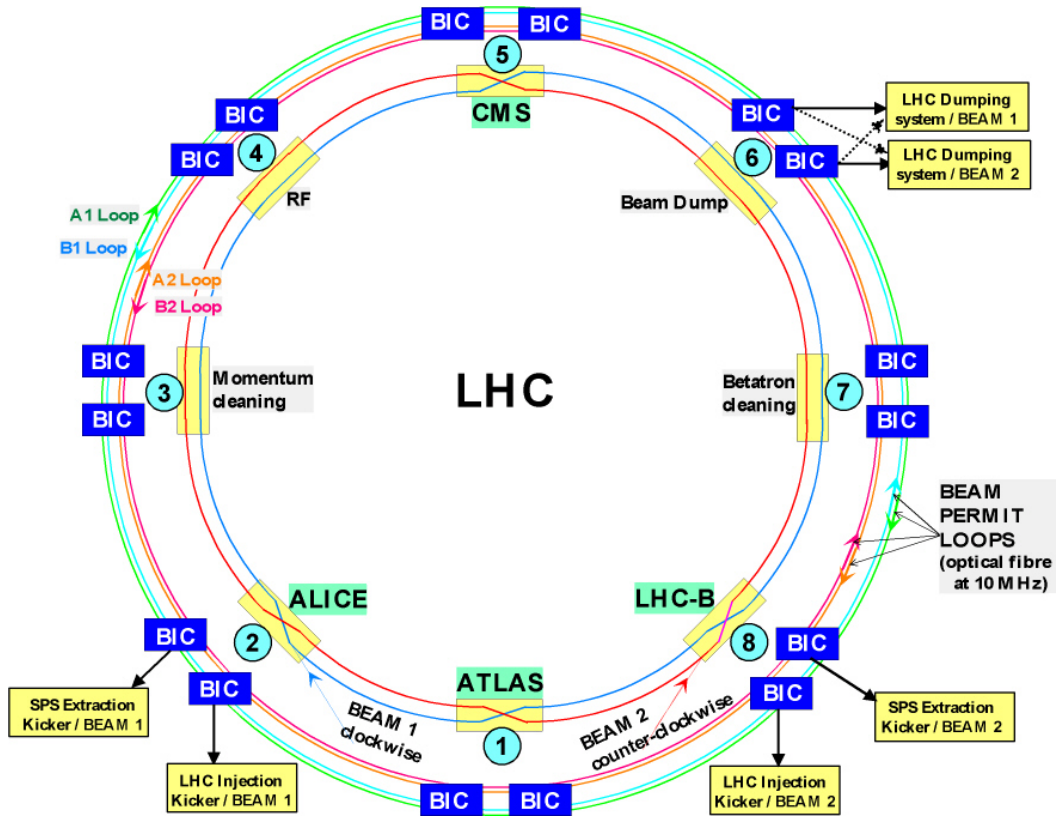 BIC
BIC
5
CMS
BIC
BIC
4
RF
BIC
BIC
6
Beam Dump
LHC Dumping
system / BEAM 1
LHC Dumping
system / BEAM 2
A1 Loop
B1 Loop
A2 Loop
B2 Loop
BIC
BIC
3
Momentum
cleaning
LHC
Betatron
cleaning
7
BIC
BIC
BEAM
PERMIT
LOOPS
(optical fibre
at 10 MHz)
ALICE
2
BIC
BIC
LHC-B
8
BIC
BIC
ATLAS
1
BIC
BIC
BEAM 1
clockwise
BEAM 2
counter-clockwise
SPS Extraction
Kicker / BEAM 1
LHC Injection
Kicker / BEAM 1
LHC Injection
Kicker / BEAM 2
SPS Extraction
Kicker / BEAM 2